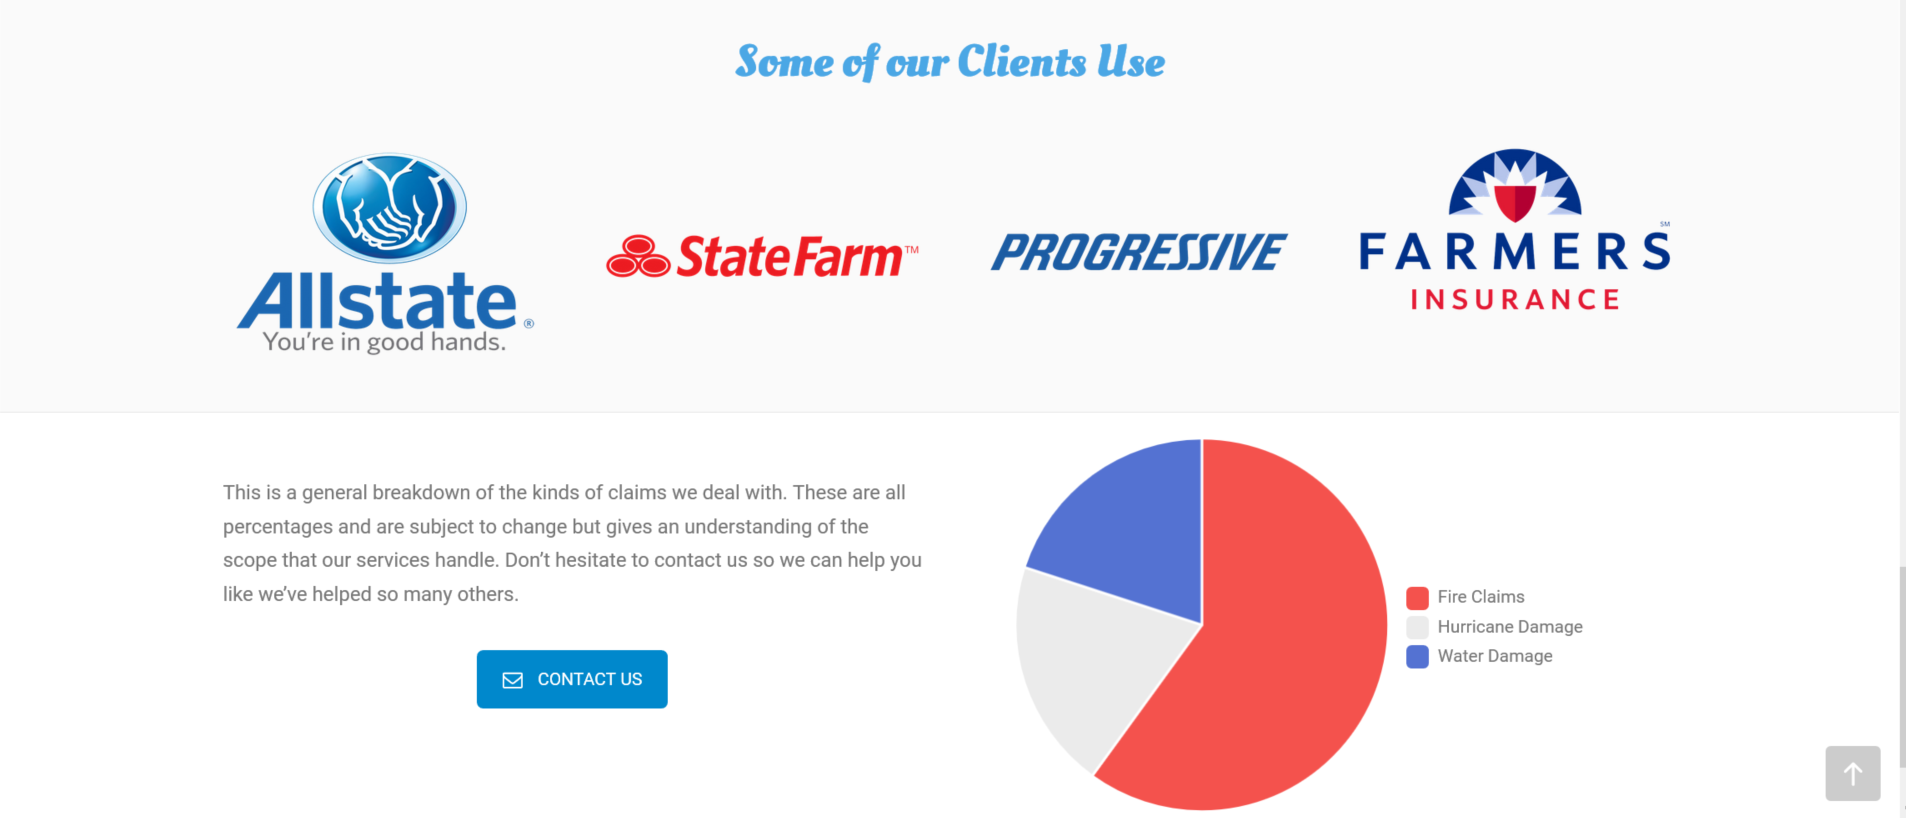 Some of our Clients Use
Allstate®
You're in good hands.
StateFarm™
PROGRESSIVE
FARMERS℠
INSURANCE
This is a general breakdown of the kinds of claims we deal with. These are all
percentages and are subject to change but gives an understanding of the
scope that our services handle. Don’t hesitate to contact us so we can help you
like we’ve helped so many others.
CONTACT US
Fire Claims
Hurricane Damage
Water Damage